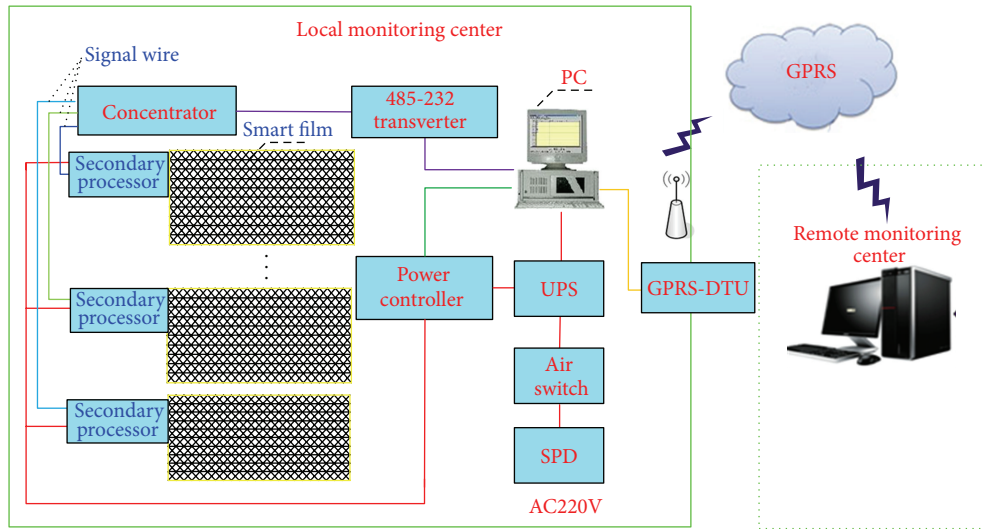 Local monitoring center
Signal wire
GPRS
PC
Concentrator
485-232
transverter
Smart film
Secondary
processor
Remote monitoring
center
Power
controller
UPS
GPRS-DTU
Secondary
processor
Air
switch
Secondary
processor
SPD
AC220V